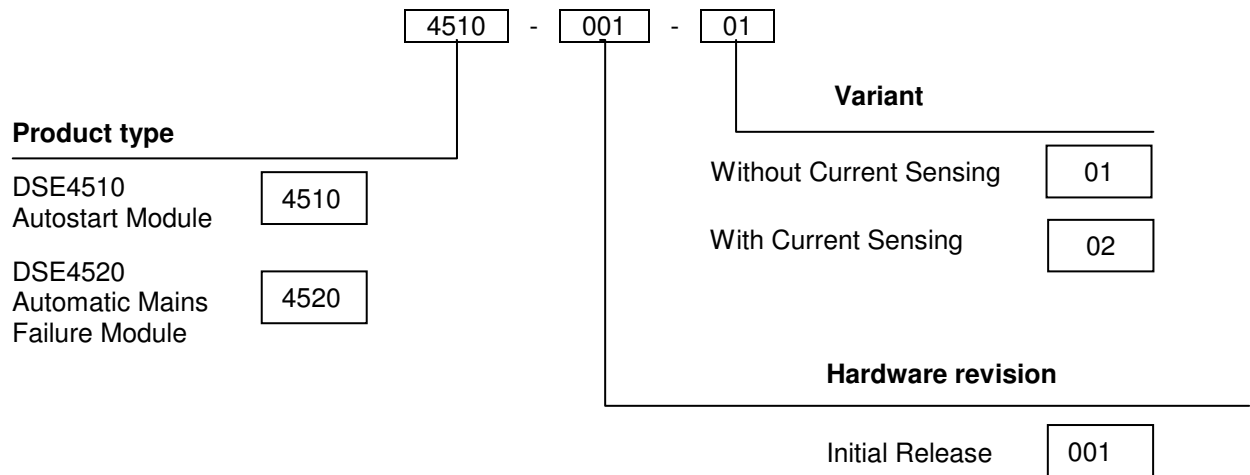 4510 - 001 - 01
Variant
Product type
Without Current Sensing 01
DSE4510
Autostart Module
4510
With Current Sensing 02
DSE4520
Automatic Mains
Failure Module
4520
Hardware revision
Initial Release 001